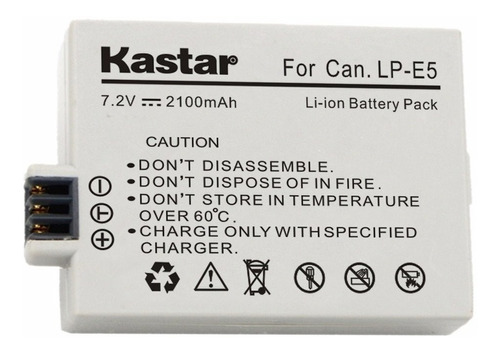 Kastar®
For Can. LP-E5
7.2V ⎓ 2100mAh
Li-ion Battery Pack
CAUTION
•DON'T DISASSEMBLE.
•DON'T DISPOSE OF IN FIRE.
•DON'T STORE IN TEMPERATURE
OVER 60℃.
•CHARGE ONLY WITH SPECIFIED
CHARGER.
T